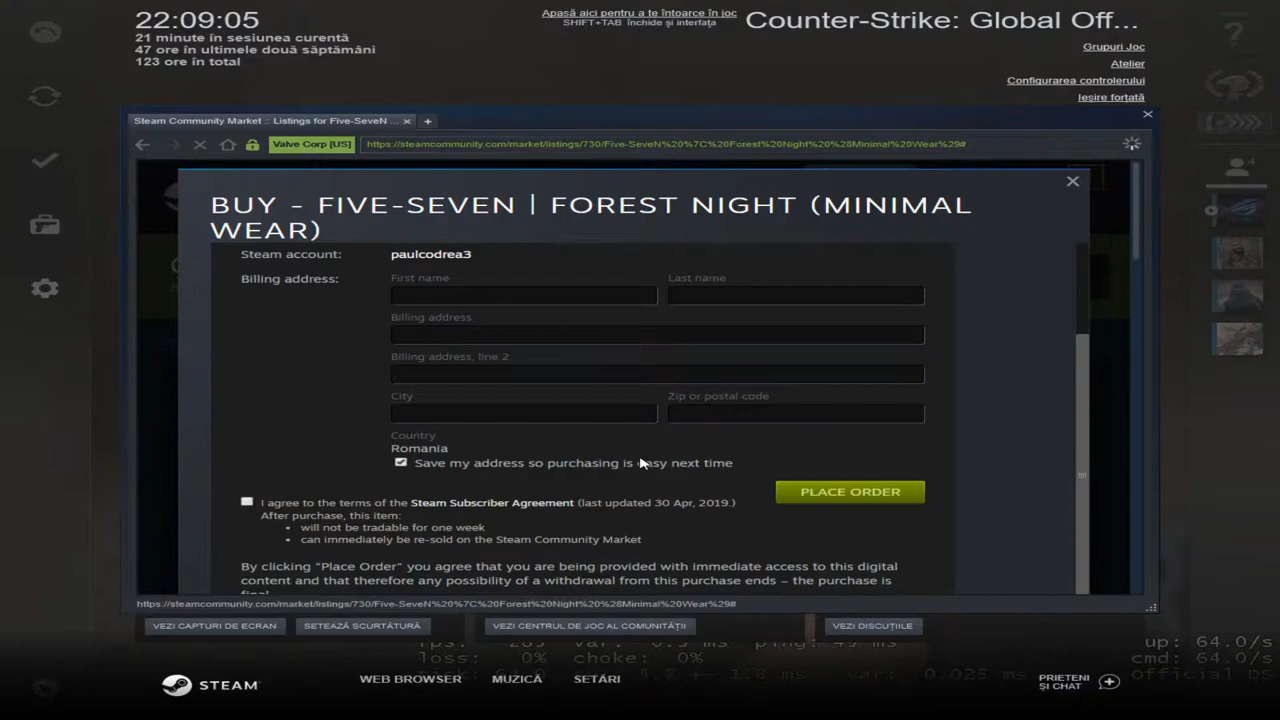 22:09:05
21 minute în sesiunea curentă
47 ore în ultimele două săptămâni
123 ore în total
Apasă aici pentru a te întoarce în joc
SHIFT+TAB închide și interfața
Counter-Strike: Global Off...
Grupuri Joc
Atelier
Configurarea controlerului
Ieșire forțată
Steam Community Market :: Listings for Five-SeveN ...
Valve Corp [US]
https://steamcommunity.com/market/listings/730/Five-SeveN%20%7C%20Forest%20Night%20%28Minimal%20Wear%29#
BUY - FIVE-SEVEN | FOREST NIGHT (MINIMAL
WEAR)
Steam account: paulcodrea3
Billing address:
First name Last name
Billing address
Billing address, line 2
City Zip or postal code
Country
Romania
Save my address so purchasing is easy next time
PLACE ORDER
I agree to the terms of the Steam Subscriber Agreement (last updated 30 Apr, 2019.)
After purchase, this item:
• will not be tradable for one week
• can immediately be re-sold on the Steam Community Market
By clicking "Place Order" you agree that you are being provided with immediate access to this digital
content and that therefore any possibility of a withdrawal from this purchase ends – the purchase is
final
https://steamcommunity.com/market/listings/730/Five-SeveN%20%7C%20Forest%20Night%20%28Minimal%20Wear%29#
VEZI CAPTURI DE ECRAN SETEAZĂ SCURTĂTURĂ VEZI CENTRUL DE JOC AL COMUNITĂȚII VEZI DISCUȚIILE
var: ping: ms up: 64.0/s
loss: 0% choke: 0% cmd: 64.0/s
var: 0.025 ms Official DS
STEAM
WEB BROWSER MUZICĂ SETĂRI
PRIETENI
ȘI CHAT
4